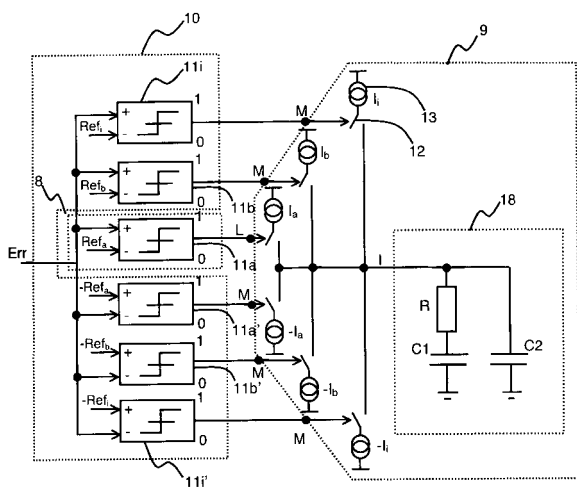 10
9
11i
1
+
M
I_i
13
Ref_i
-
0
12
I_b
1
+
M
8
Ref_b
-
0
11b
I_a
18
1
+
L
Err
Ref_a
-
0
11a
I
1
M
-Ref_a
+
R
-
0
11a'
-I_a
C1
C2
1
-Ref_b
+
M
-
0
11b'
-I_b
1
-Ref_i
+
M
-
0
-I_i
11i'